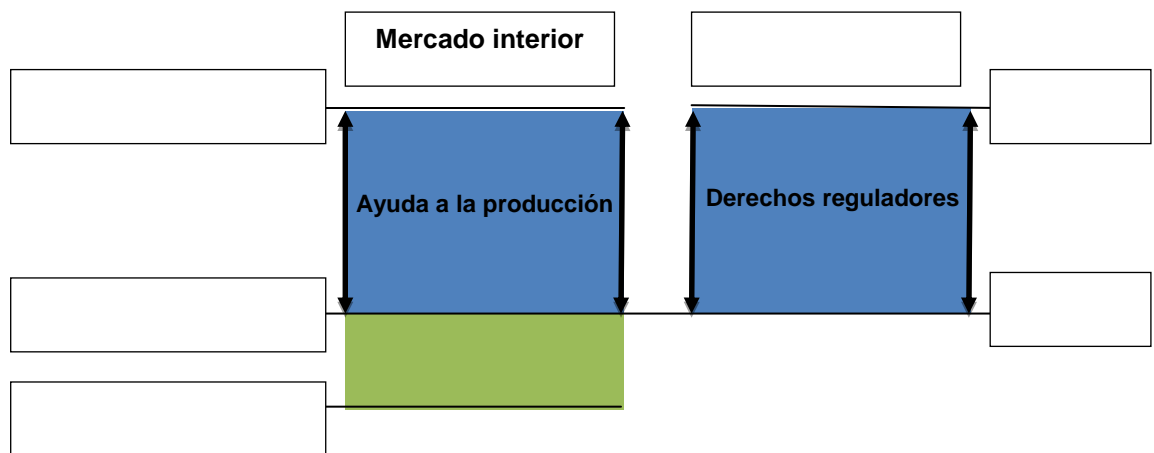 Mercado interior
Ayuda a la producción
Derechos reguladores